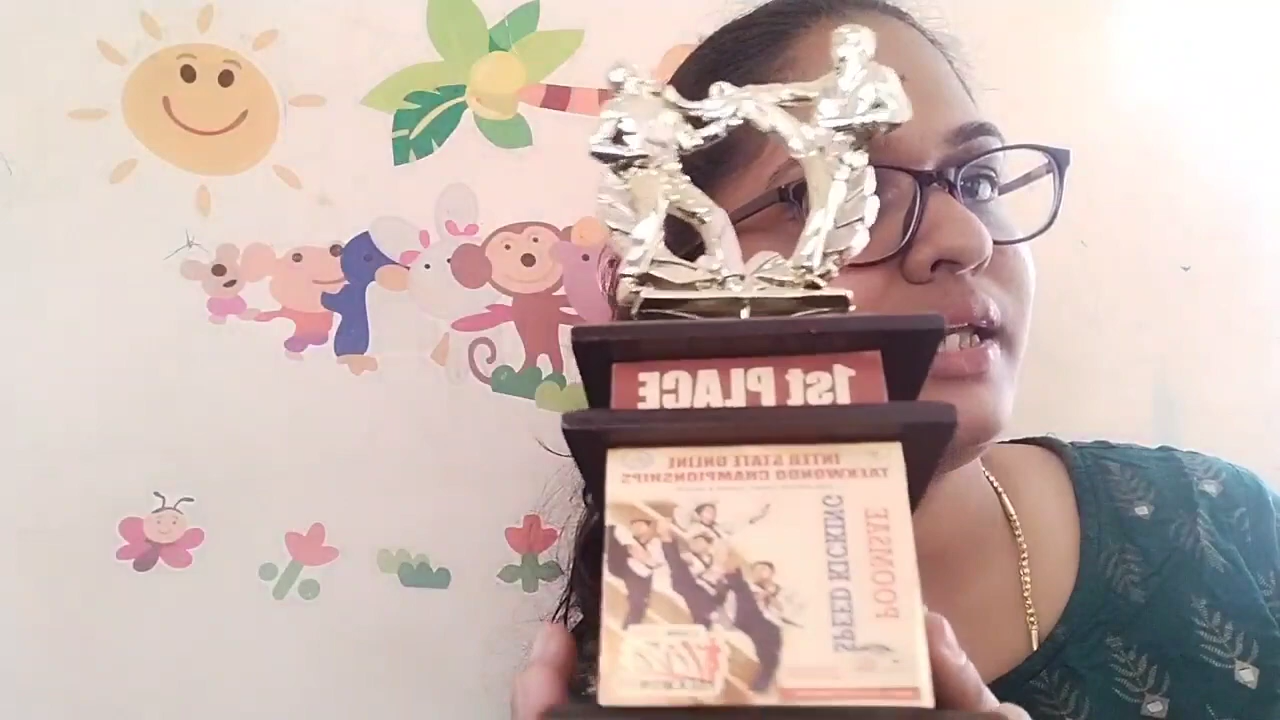 1st PLACE
INTER STATE ONLINE
TAEKWONDO CHAMPIONSHIPS
SPEED KICKING
POOMSAE